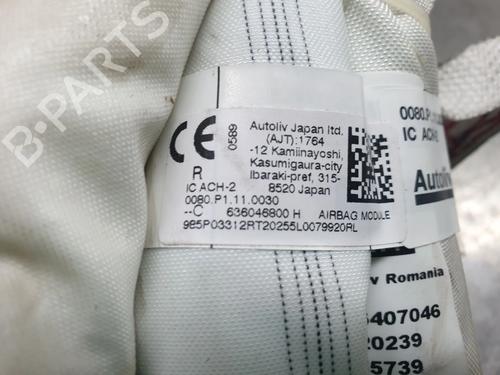 B-PARTS
CE
0589
R
IC ACH-2
0080.P1.11.0030
--C
Autoliv Japan ltd.
(AJT):1764
-12 Kamiinayoshi,
Kasumigaura-city
Ibaraki-pref, 315-
8520 Japan
636046800 H AIRBAG MODULE
985P03312RT20255L0079920RL
0080.P
IC ACH-2
Autoliv
v Romania
407046
20239
5739